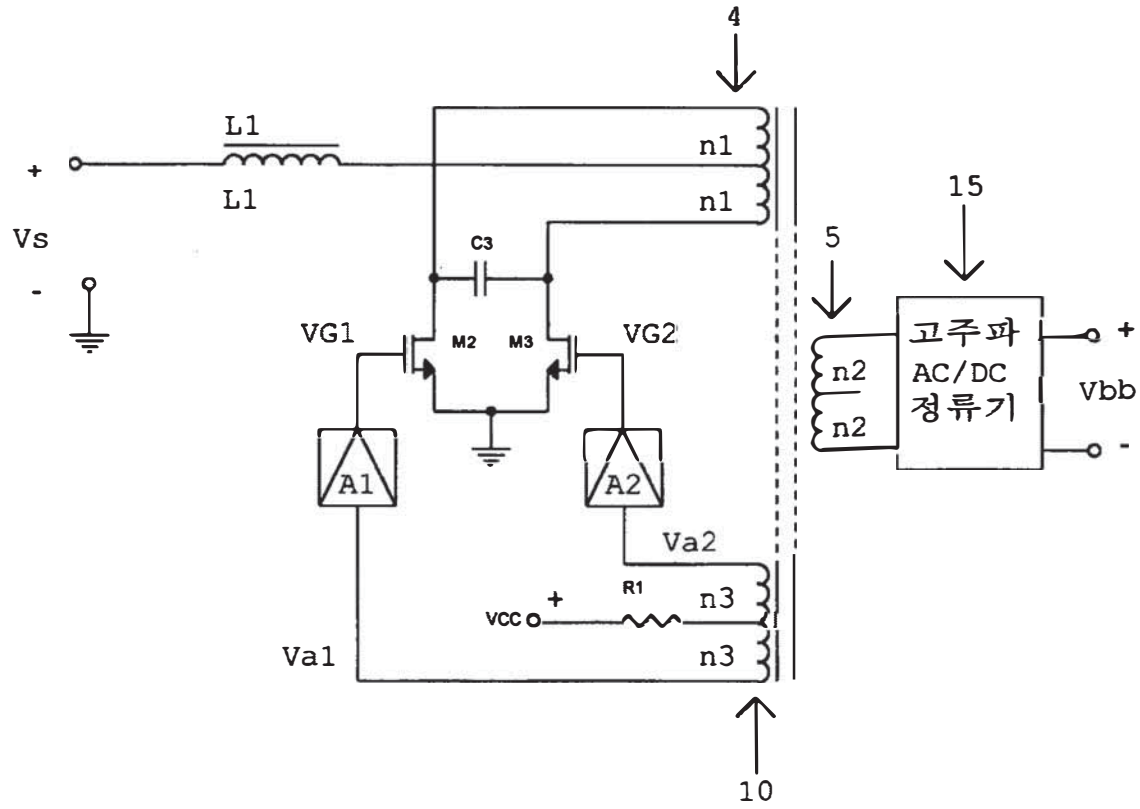 4
L1
n1
+
L1
n1
15
Vs
C3
5
-
VG1
M2
M3
VG2
고주파
AC/DC
정류기
+
Vbb
-
n2
n2
A1
A2
Va2
R1
+
VCC
n3
Va1
n3
10